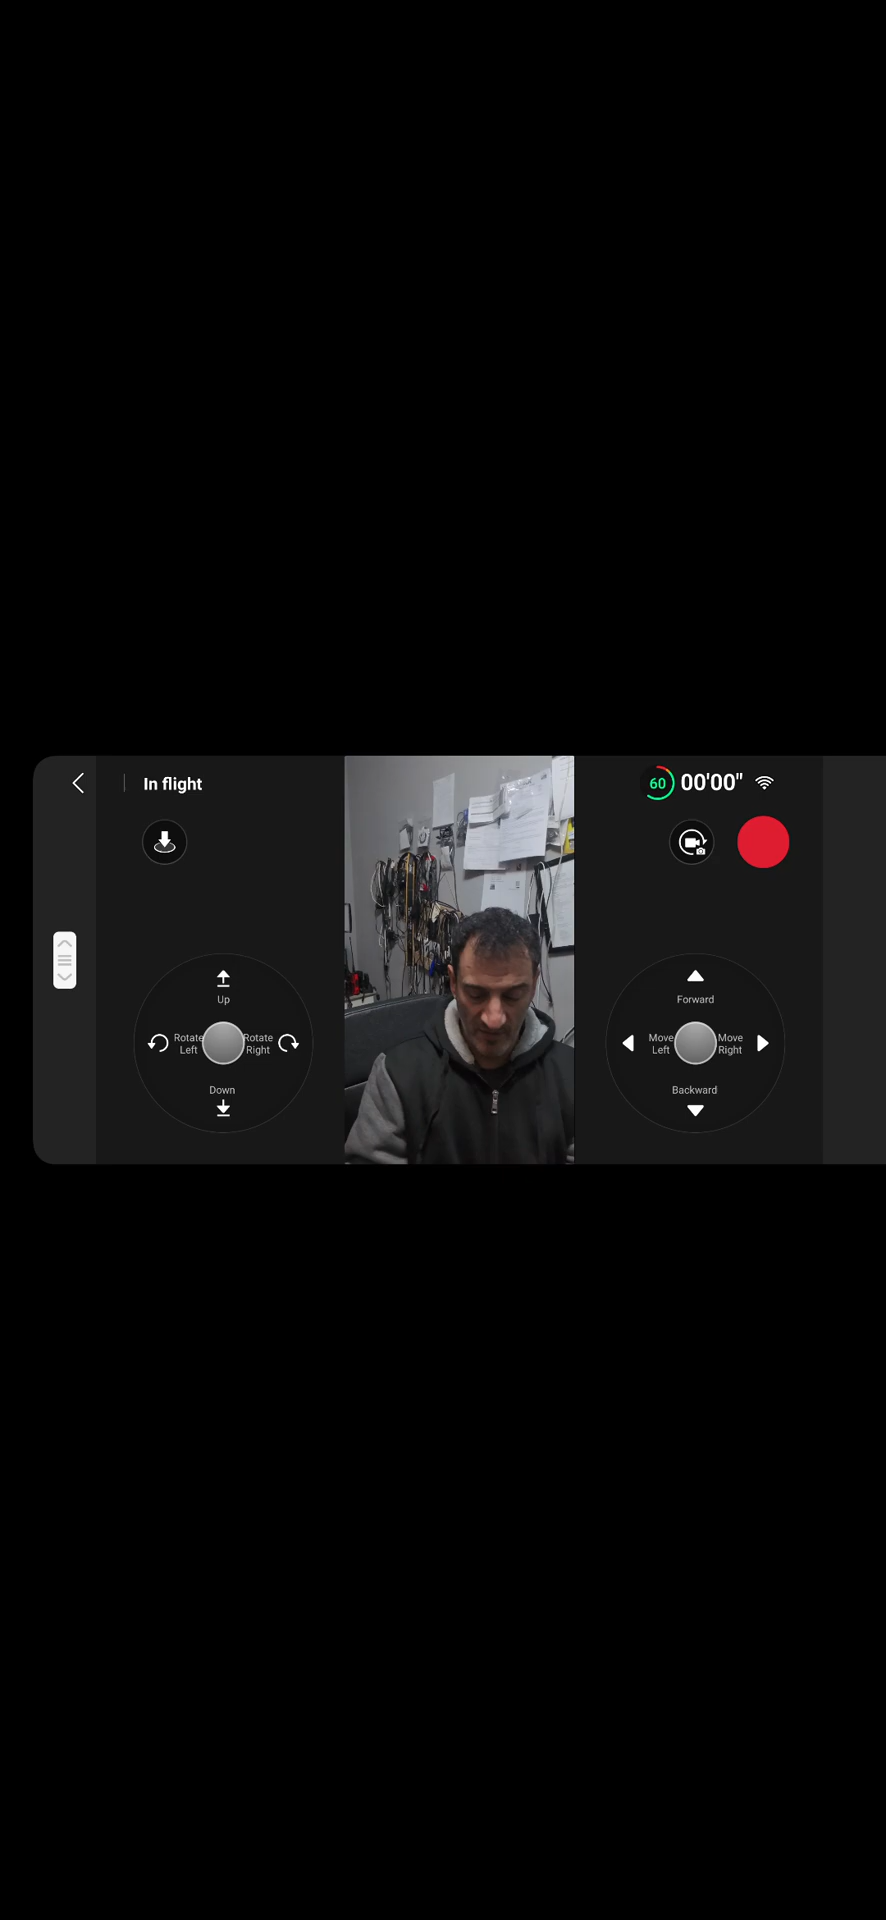 In flight
60 00'00"
Up
Rotate Left
Rotate Right
Down
Forward
Move Left
Move Right
Backward